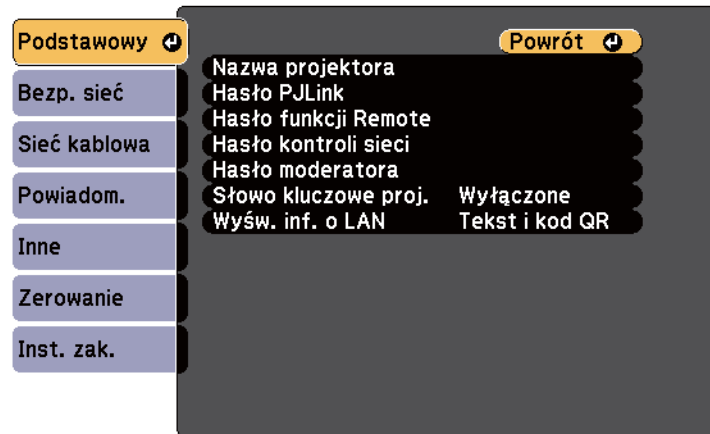 Podstawowy
Bezp. sieć
Sieć kablowa
Powiadom.
Inne
Zerowanie
Inst. zak.
Powrót
Nazwa projektora
Hasło PJLink
Hasło funkcji Remote
Hasło kontroli sieci
Hasło moderatora
Słowo kluczowe proj. Wyłączone
Wyśw. inf. o LAN Tekst i kod QR